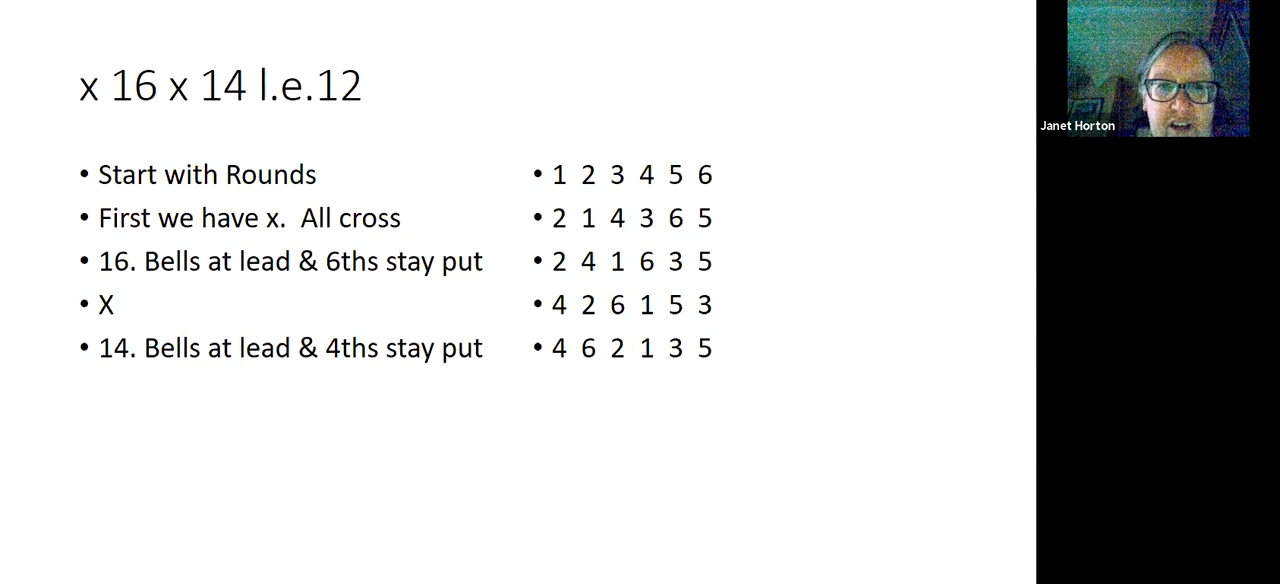 x 16 x 14 l.e.12
• Start with Rounds
• First we have x. All cross
• 16. Bells at lead & 6ths stay put
• X
• 14. Bells at lead & 4ths stay put
• 1 2 3 4 5 6
• 2 1 4 3 6 5
• 2 4 1 6 3 5
• 4 2 6 1 5 3
• 4 6 2 1 3 5
Janet Horton